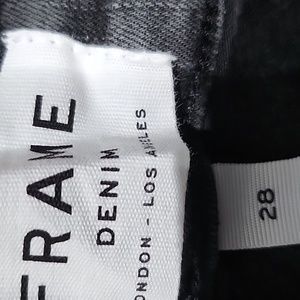 FRAME
DENIM
LONDON - LOS ANGELES
28